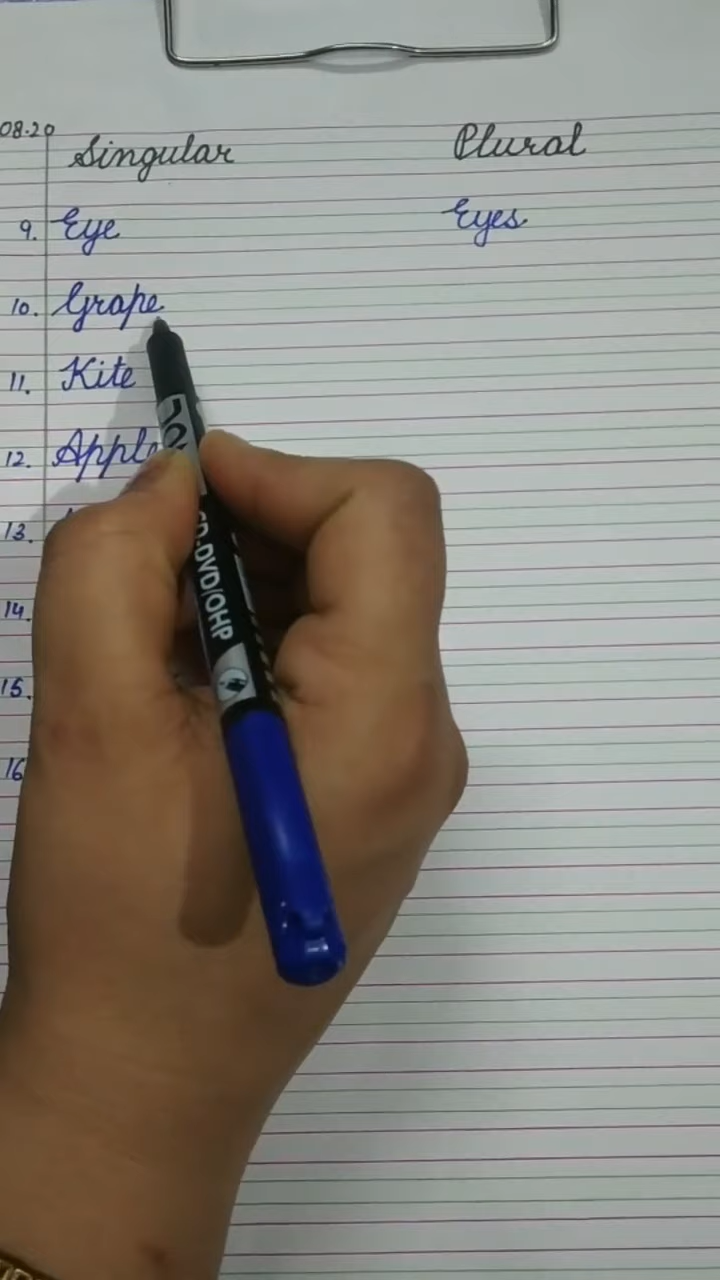 08.20
Singular Plural
9. Eye Eyes
10. Grape
11. Kite
12. Apple
13.
14.
15.
16
CD-DVD/OHP